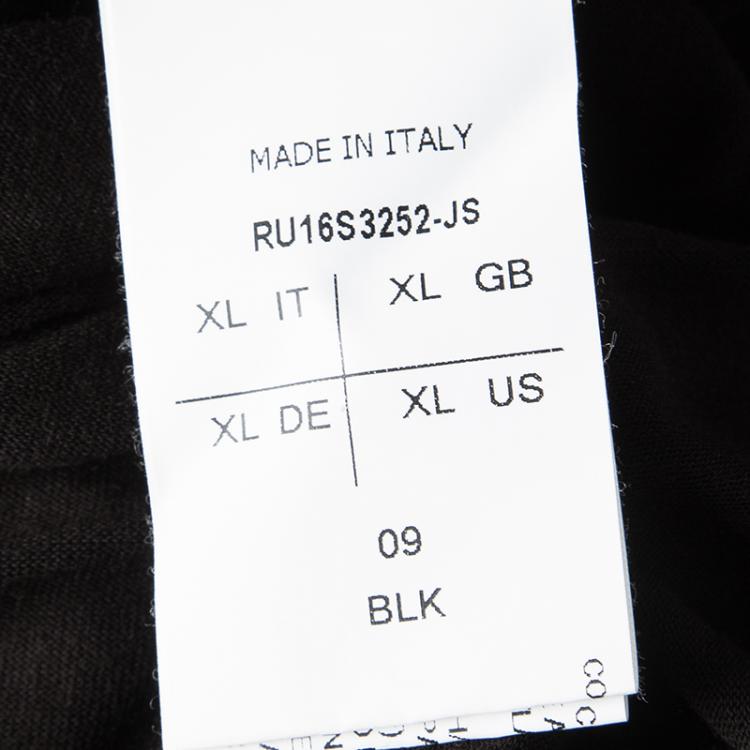 MADE IN ITALY
RU16S3252-JS
XL IT XL GB
XL DE XL US
09
BLK